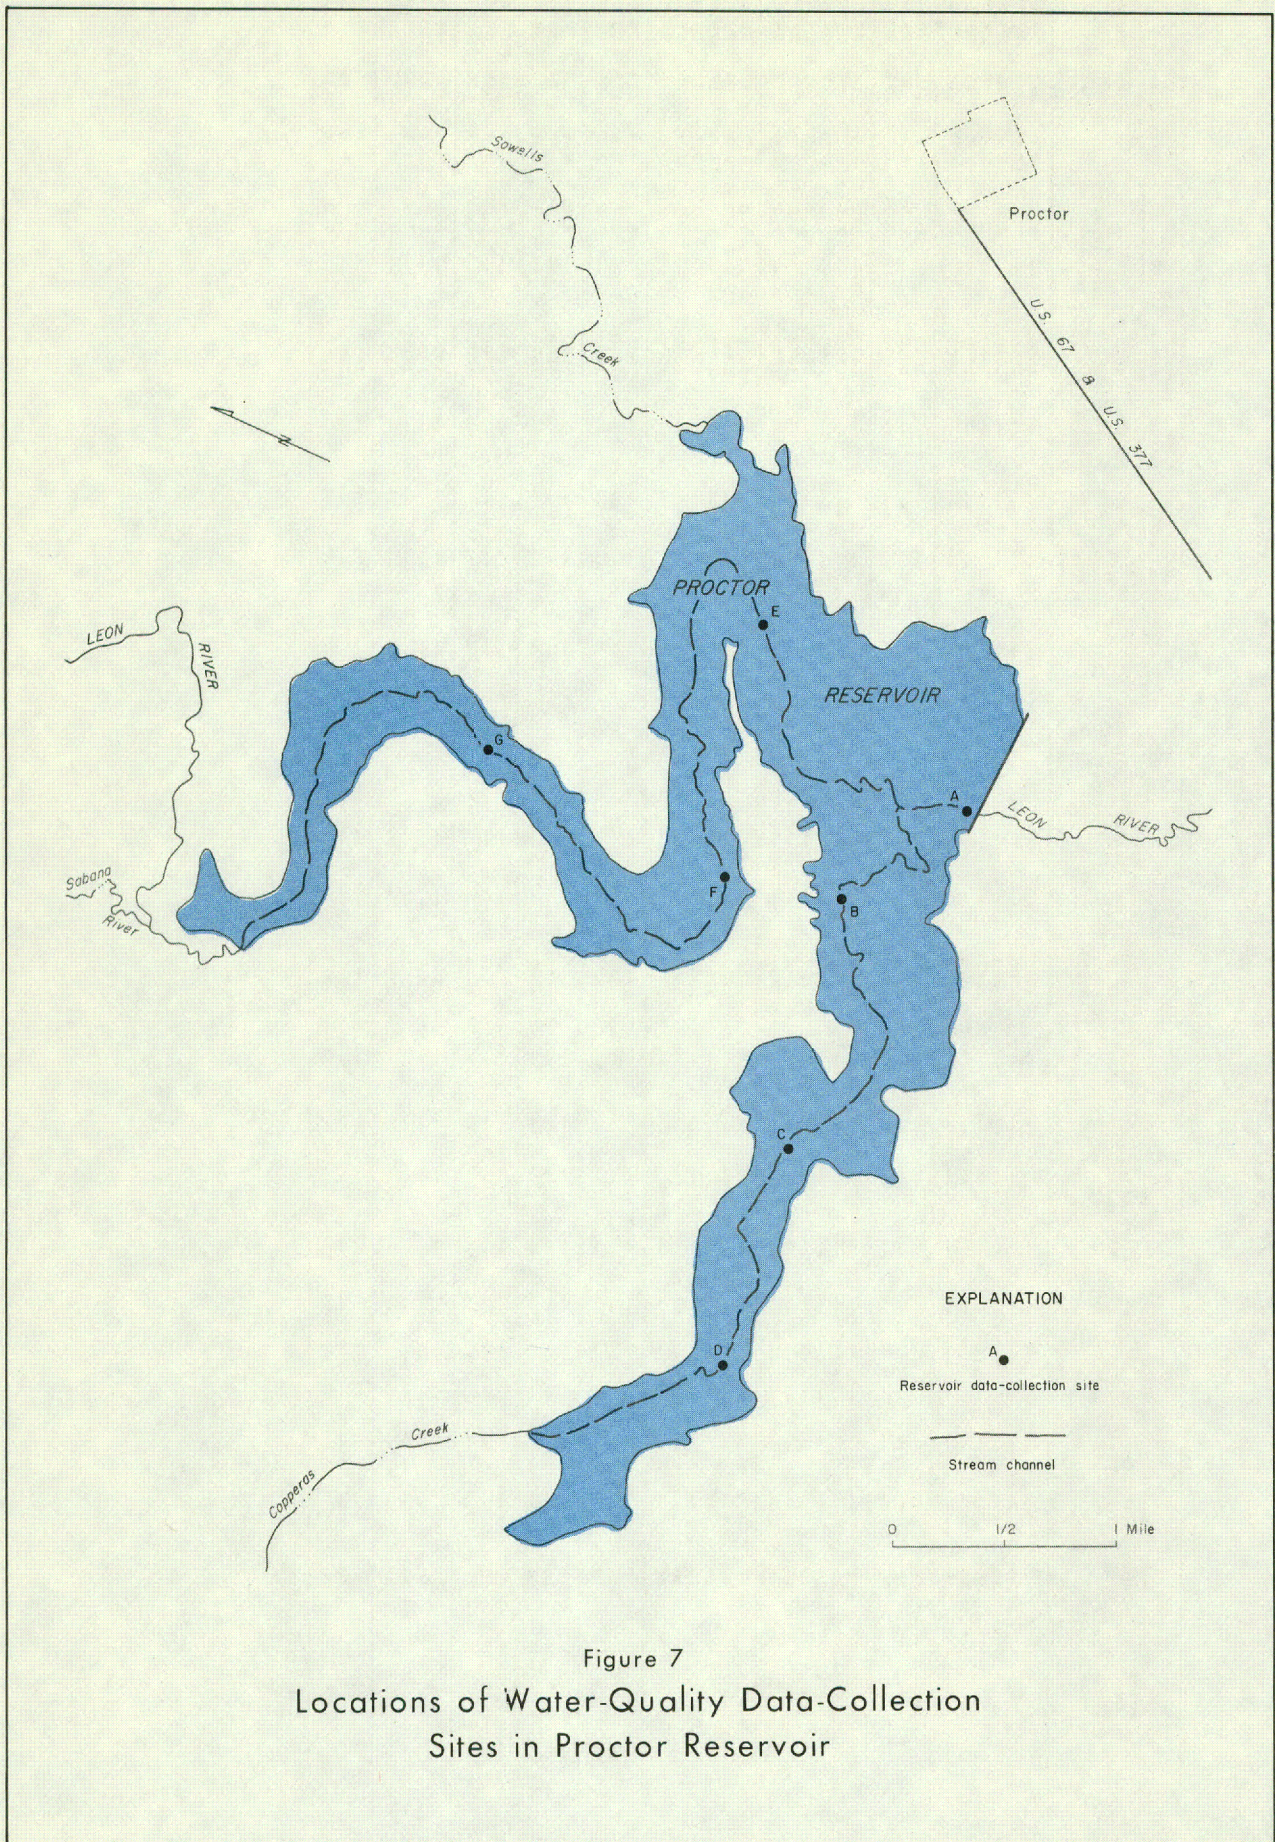 Sowells
Creek
Proctor
U.S. 67 & U.S. 377
PROCTOR
E
LEON
RIVER
RESERVOIR
G
A
LEON
RIVER
Sabana
River
F
B
C
EXPLANATION
A
D
Reservoir data-collection site
Creek
Stream channel
Copperas
0 1/2 1 Mile
Figure 7
Locations of Water-Quality Data-Collection
Sites in Proctor Reservoir